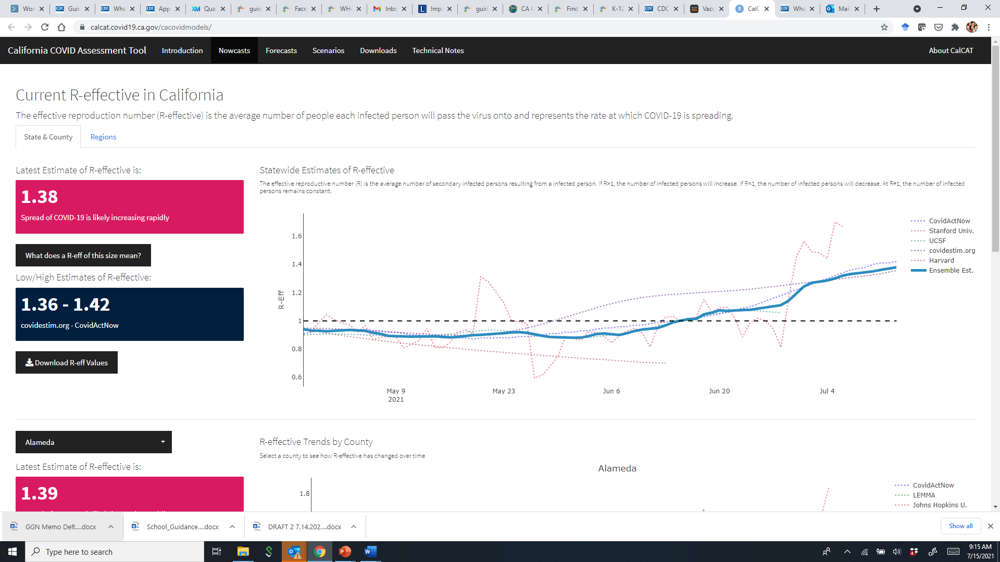 Wor
Guid
Wha
App
Qua
guid
Face
WHA
Inbo
Impa
guid
CA C
Find
K-12
CDC
Vacc
CalC
Wha
Mail
calcat.covid19.ca.gov/cacovidmodels/
California COVID Assessment Tool
Introduction
Nowcasts
Forecasts
Scenarios
Downloads
Technical Notes
About CalCAT
Current R-effective in California
The effective reproduction number (R-effective) is the average number of people each infected person will pass the virus onto and represents the rate at which COVID-19 is spreading.
State & County
Regions
Latest Estimate of R-effective is:
1.38
Spread of COVID-19 is likely increasing rapidly
What does a R-eff of this size mean?
Low/High Estimates of R-effective:
1.36 - 1.42
covidestim.org - CovidActNow
Download R-eff Values
Statewide Estimates of R-effective
The effective reproductive number (R) is the average number of secondary infected persons resulting from a infected person. If R>1, the number of infected persons will increase. If R<1, the number of infected persons will decrease. At R=1, the number of infected
persons remains constant.
1.6
1.4
1.2
1
0.8
0.6
R-Eff
May 9
2021
May 23
Jun 6
Jun 20
Jul 4
CovidActNow
Stanford Univ.
UCSF
covidestim.org
Harvard
Ensemble Est.
Alameda
Latest Estimate of R-effective is:
1.39
R-effective Trends by County
Select a county to see how R-effective has changed over time
Alameda
1.8
CovidActNow
LEMMA
Johns Hopkins U.
GGN Memo Delt....docx
School_Guidance....docx
DRAFT 2 7.14.202....docx
Show all
Type here to search
9:15 AM
7/15/2021